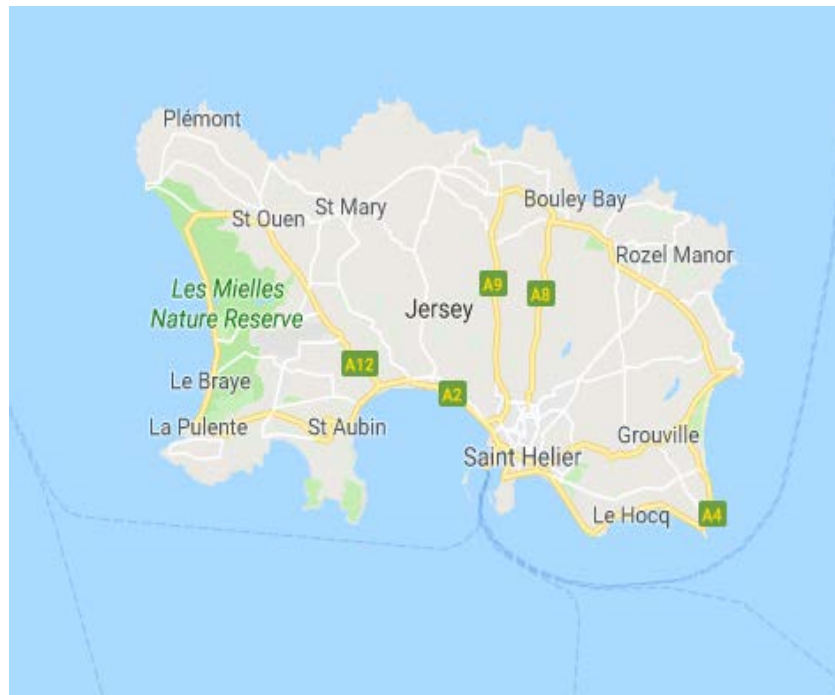 Plémont
St Mary
St Ouen
Bouley Bay
Rozel Manor
Les Mielles
Nature Reserve
A9
A8
Jersey
A12
Le Braye
A2
La Pulente
St Aubin
Grouville
Saint Helier
Le Hocq
A4